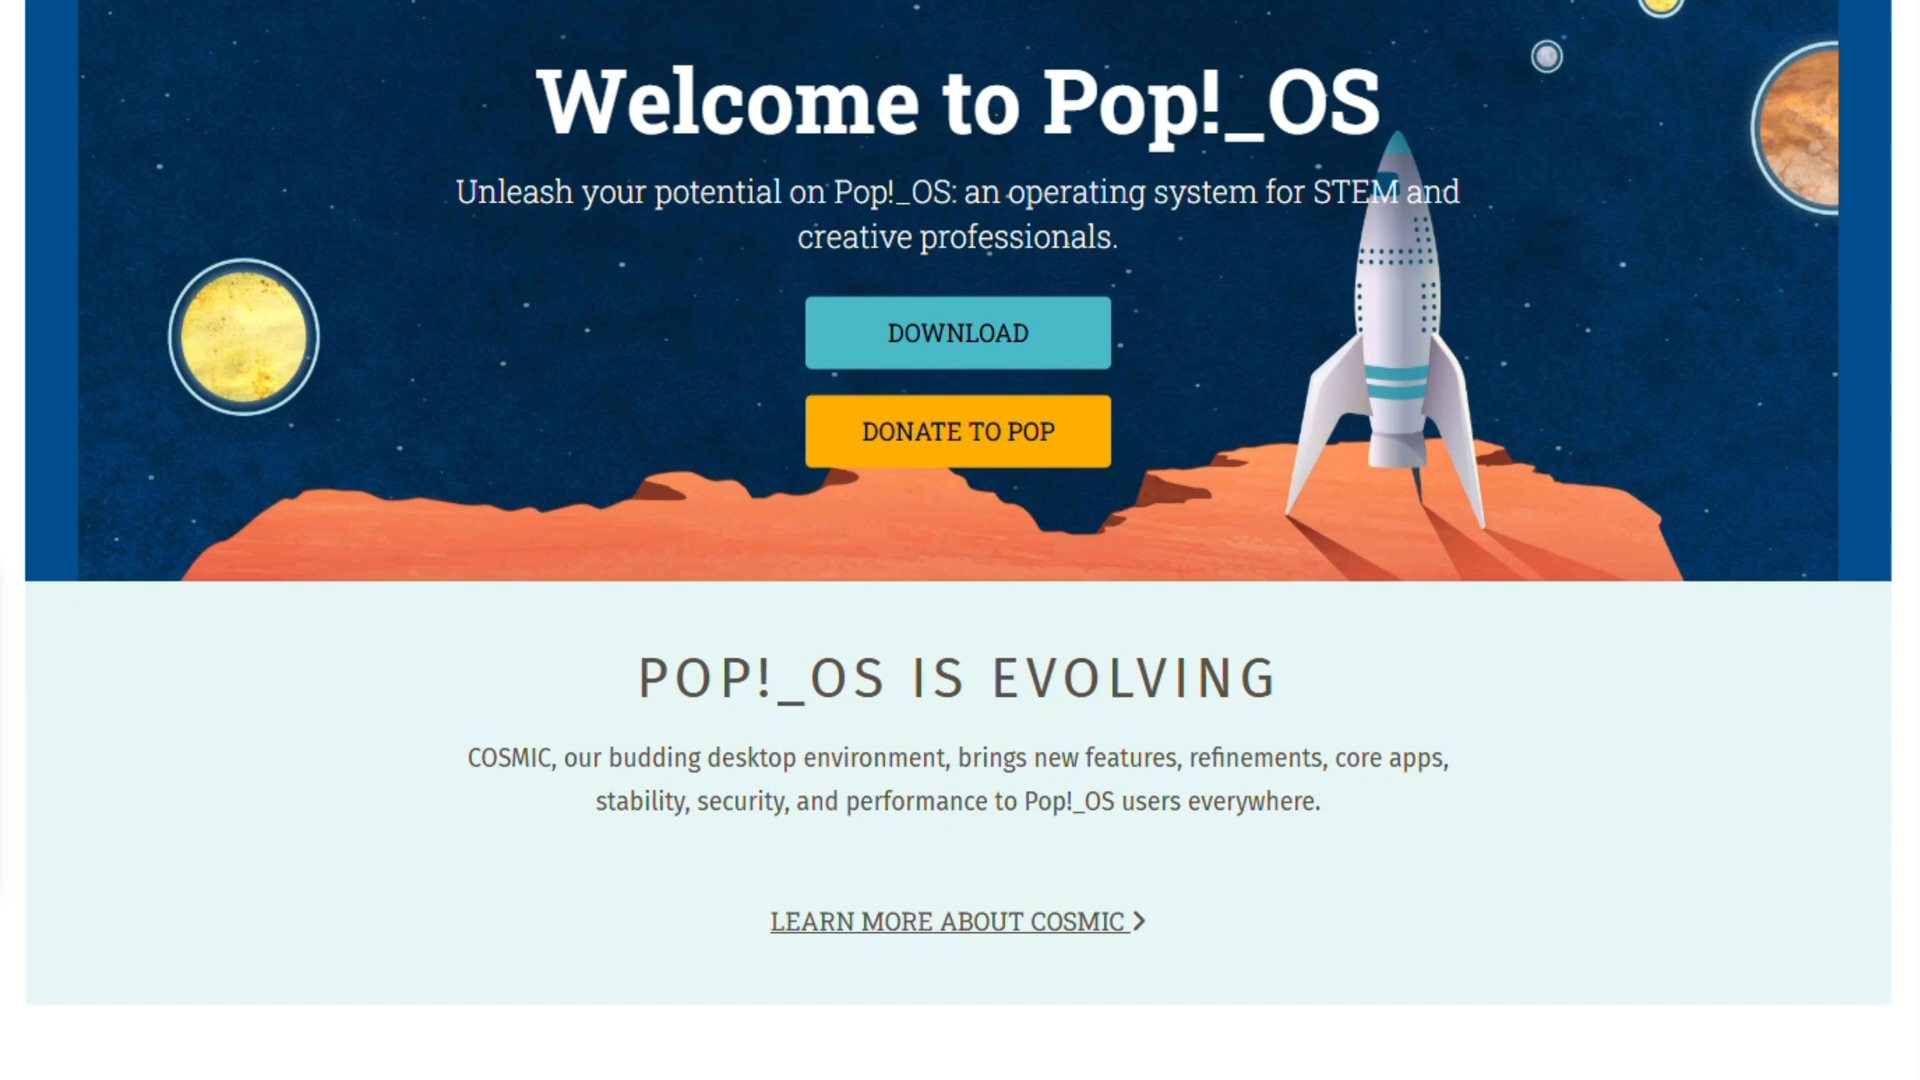 Welcome to Pop!_OS
Unleash your potential on Pop!_OS: an operating system for STEM and
creative professionals.
DOWNLOAD
DONATE TO POP
POP!_OS IS EVOLVING
COSMIC, our budding desktop environment, brings new features, refinements, core apps,
stability, security, and performance to Pop!_OS users everywhere.
LEARN MORE ABOUT COSMIC